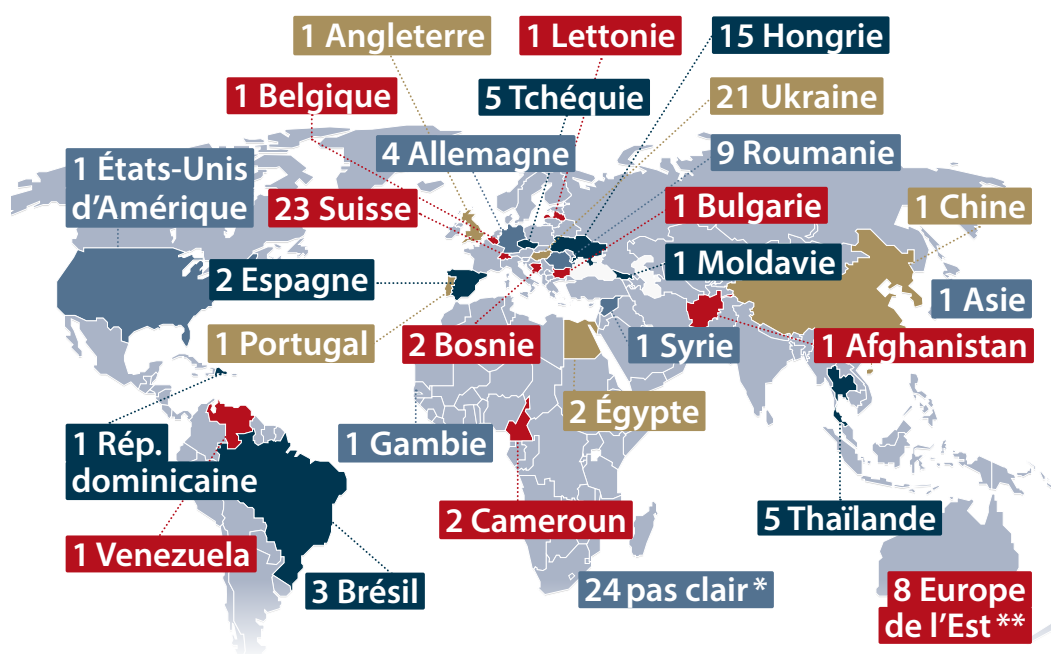 1 Angleterre
1 Lettonie
15 Hongrie
1 Belgique
5 Tchéquie
21 Ukraine
1 États-Unis
d’Amérique
4 Allemagne
9 Roumanie
23 Suisse
1 Bulgarie
1 Chine
2 Espagne
1 Moldavie
1 Asie
1 Portugal
2 Bosnie
1 Syrie
1 Afghanistan
2 Égypte
1 Rép.
dominicaine
1 Gambie
2 Cameroun
5 Thaïlande
1 Venezuela
3 Brésil
24 pas clair *
8 Europe
de l’Est **